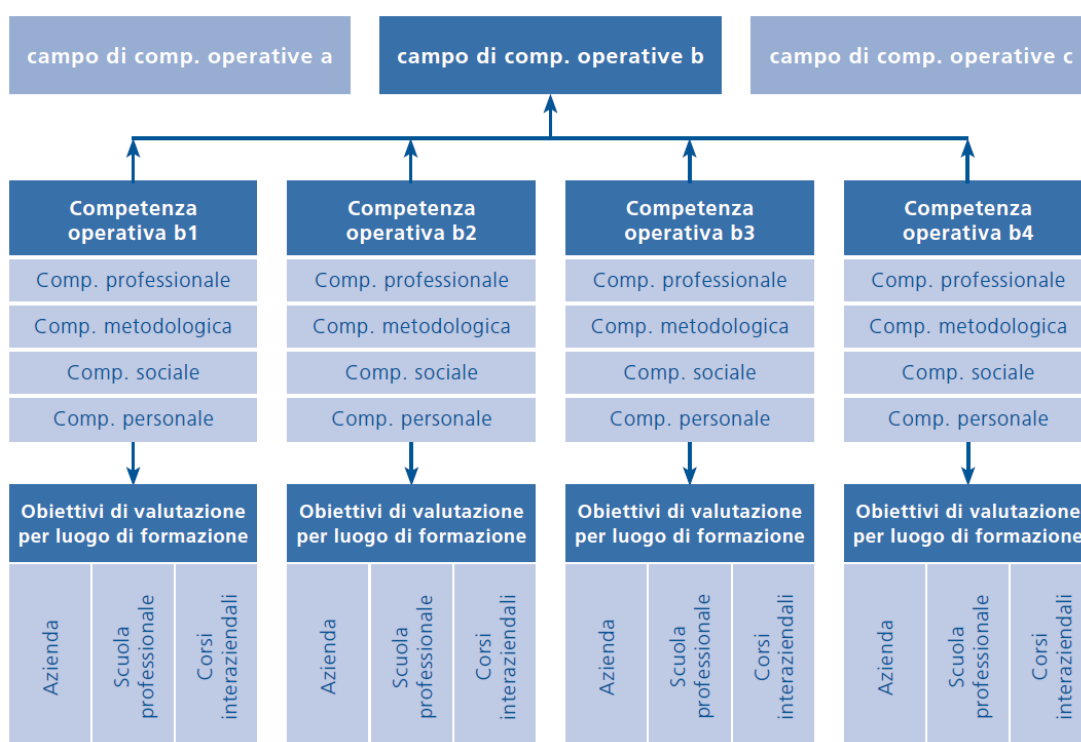 campo di comp. operative a
campo di comp. operative b
campo di comp. operative c
Competenza
operativa b1
Competenza
operativa b2
Competenza
operativa b3
Competenza
operativa b4
Comp. professionale
Comp. professionale
Comp. professionale
Comp. professionale
Comp. metodologica
Comp. metodologica
Comp. metodologica
Comp. metodologica
Comp. sociale
Comp. sociale
Comp. sociale
Comp. sociale
Comp. personale
Comp. personale
Comp. personale
Comp. personale
Obiettivi di valutazione
per luogo di formazione
Obiettivi di valutazione
per luogo di formazione
Obiettivi di valutazione
per luogo di formazione
Obiettivi di valutazione
per luogo di formazione
Azienda
Scuola
professionale
Corsi
interaziendali
Azienda
Scuola
professionale
Corsi
interaziendali
Azienda
Scuola
professionale
Corsi
interaziendali
Azienda
Scuola
professionale
Corsi
interaziendali